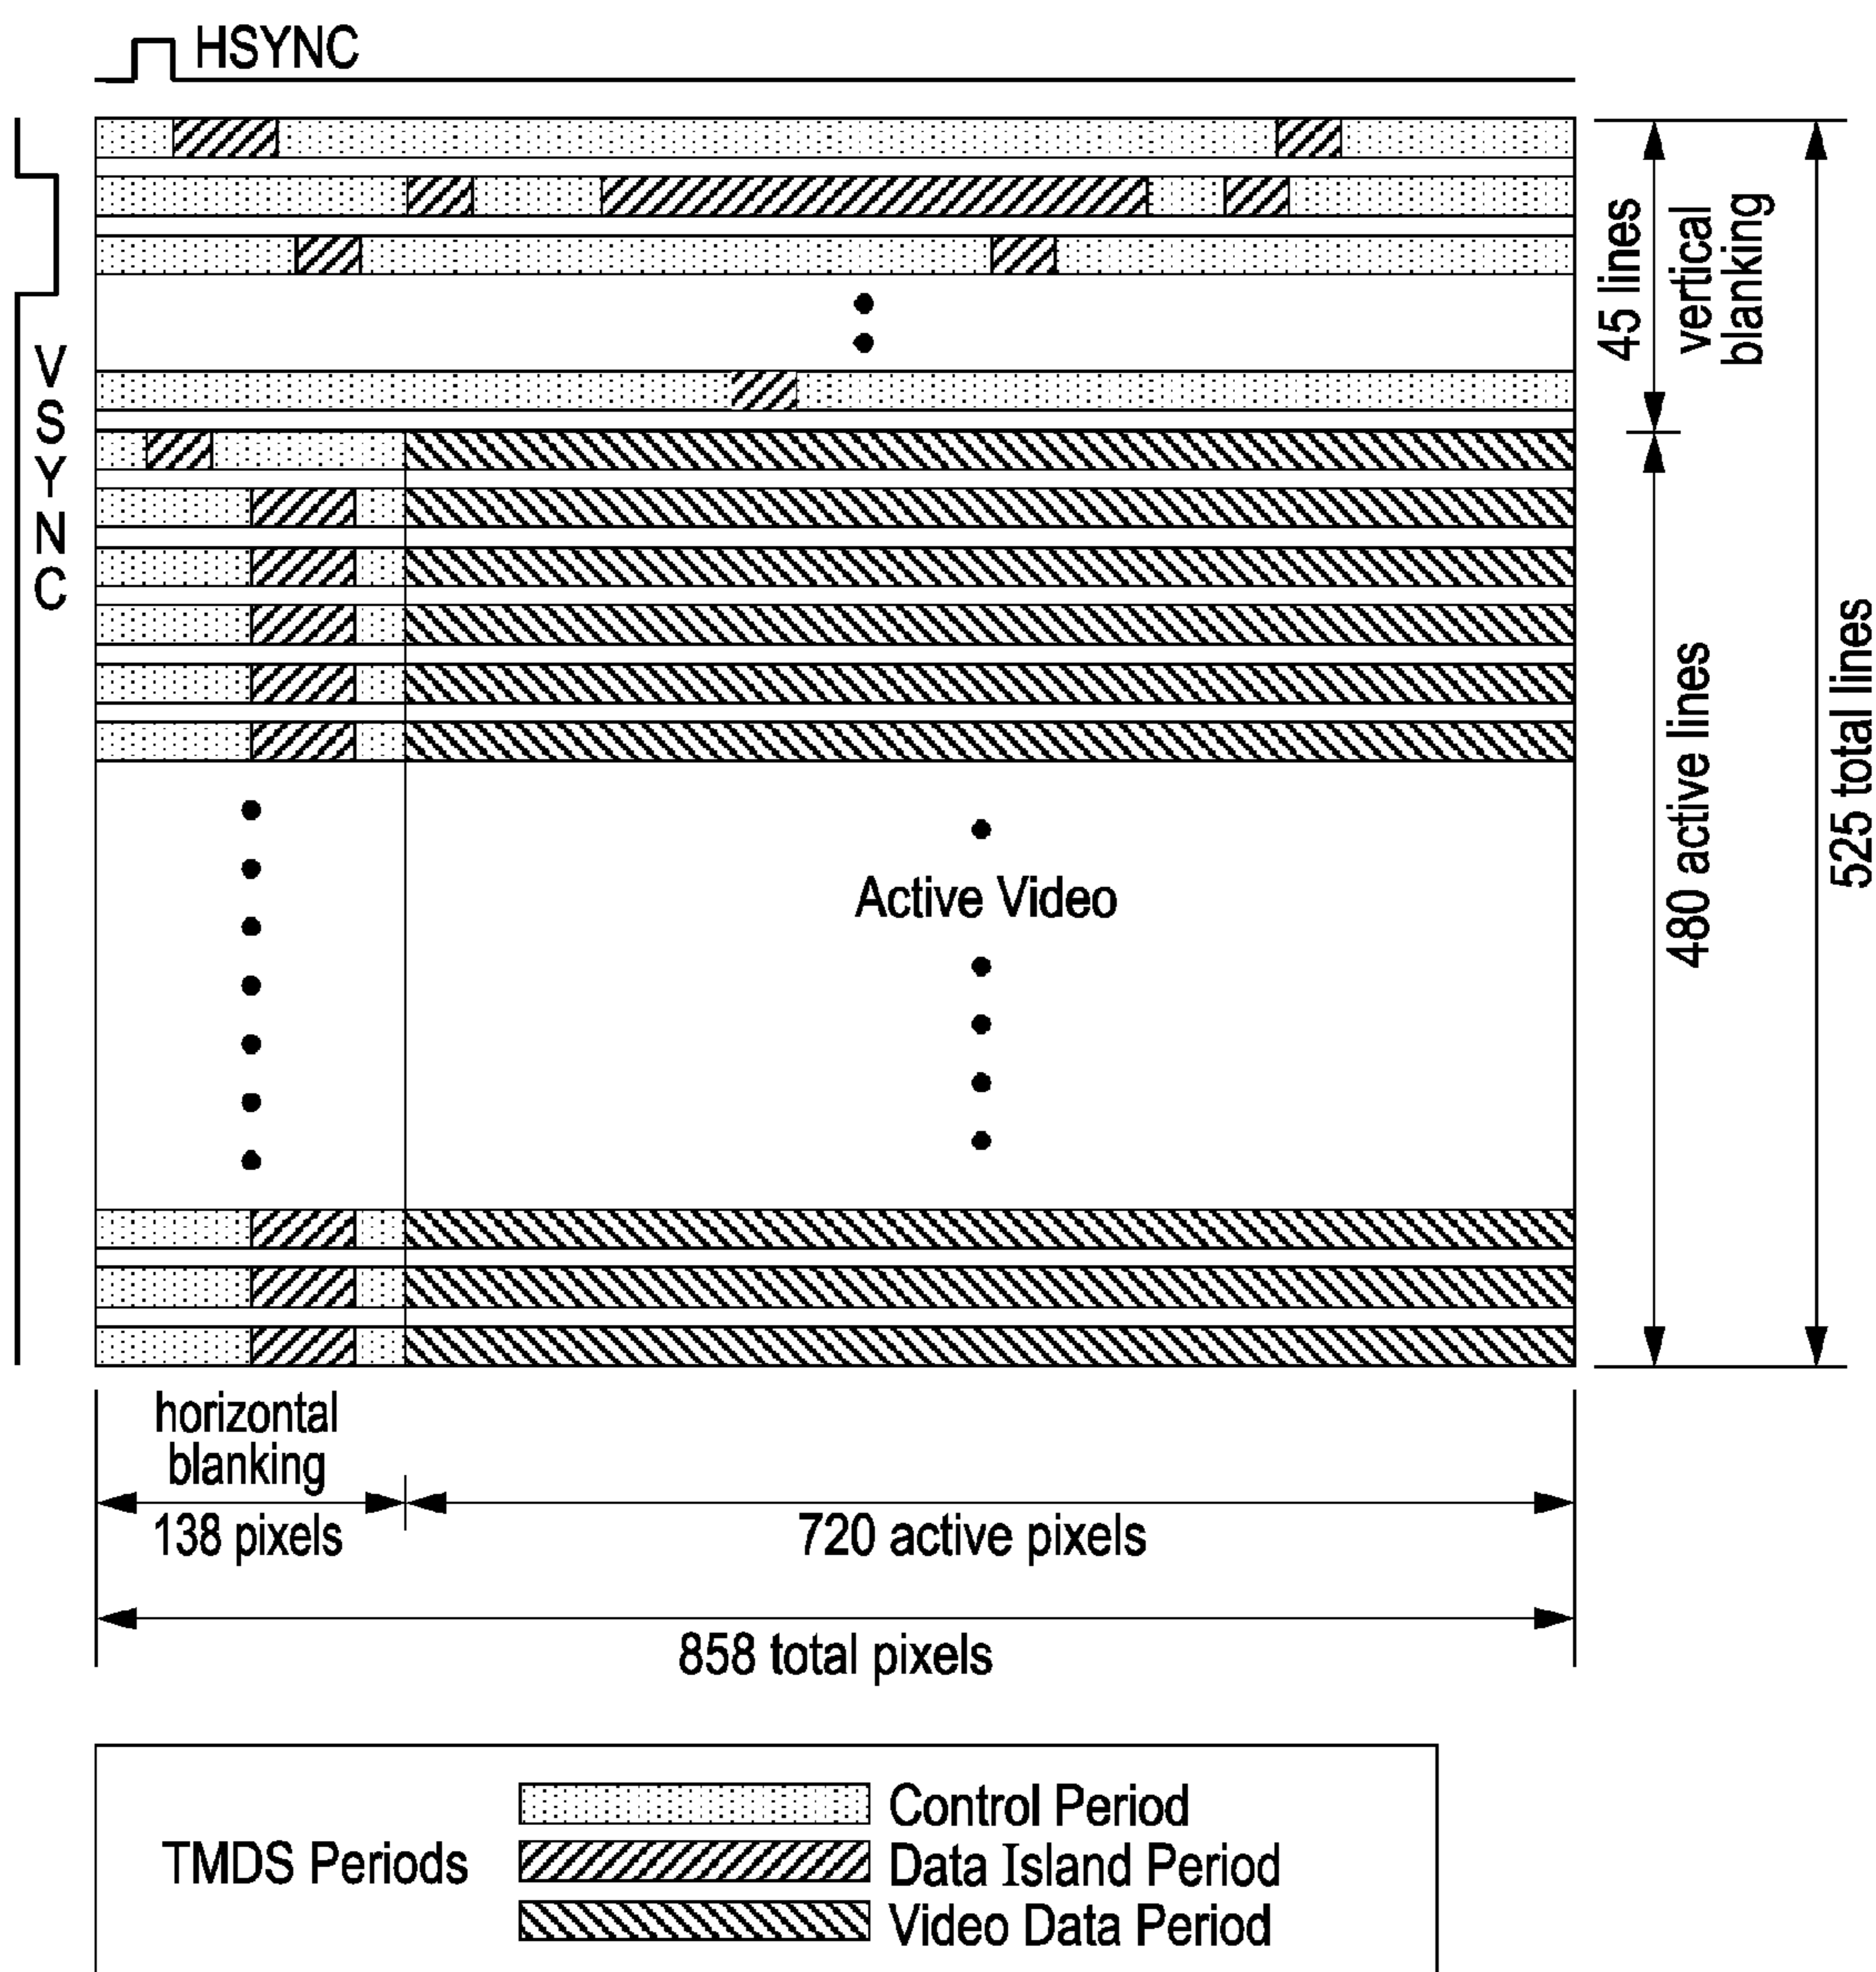 HSYNC
VSYNC
45 lines
vertical
blanking
480 active lines
525 total lines
Active Video
horizontal
blanking
138 pixels
720 active pixels
858 total pixels
TMDS Periods
Control Period
Data Island Period
Video Data Period